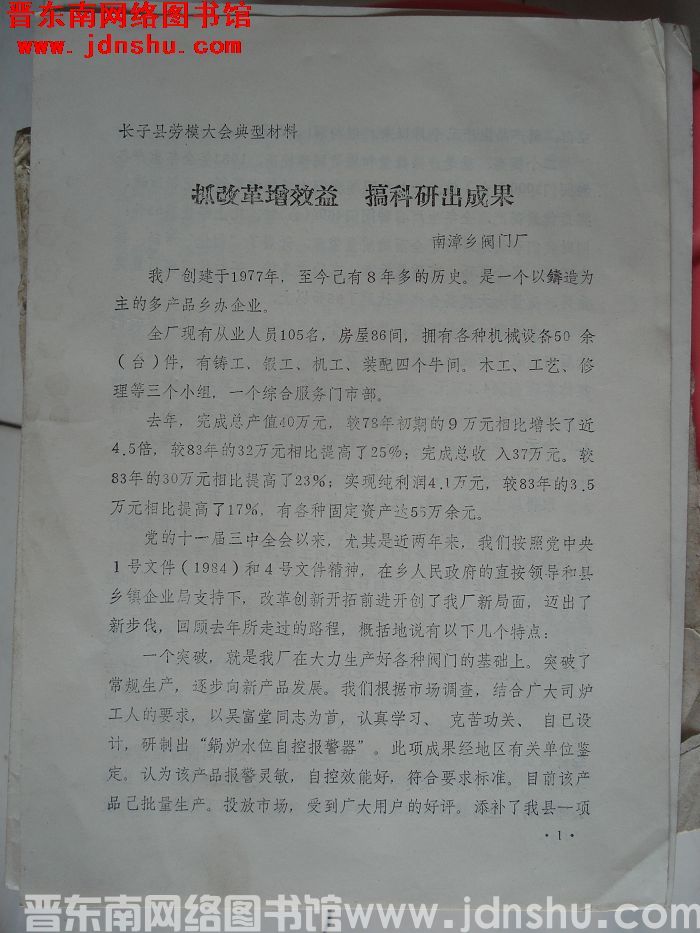 晋东南网络图书馆
www.jdnshu.com
长子县劳模大会典型材料
抓改革增效益 搞科研出成果
南漳乡阀门厂
我厂创建于1977年，至今己有8年多的历史。是一个以鑄造为
主的多产品乡办企业。
全厂现有从业人员105名，房屋86间，拥有各种机械设备50 余
(台)件，有铸工、锻工、机工、装配四个车间。木工、工艺、修
理等三个小组，一个综合服务门市部。
去年，完成总产值40万元，较78年初期的9万元相比增长了近
4.5倍，较83年的32万元相比提高了25%；完成总收 入37万元。较
83年的30万元相比提高了23%；实现纯利润4.1万元，较83年的3.5
万元相比提高了17%，有各种固定资产达55万余元。
党的十一届三中全会以来，尤其是近两年来，我们按照党中央
1号文件(1984)和4号文件精神，在乡人民政府的直接领导和县
乡镇企业局支持下，改革创新开拓前进开创了我厂新局面，迈出了
新步伐，回顾去年所走过的路程，概括地说有以下几个特点：
一个突破，就是我厂在大力生产好各种阀门的基础上。突破了
常规生产，逐步向新产品发展。我们根据市场调查，结合广大司炉
工人的要求，以吴富堂同志为首，认真学习、 克苦功关、 自己设
计，研制出“锅炉水位自控报警器”。此项成果经地区有关单位鉴
定。认为该产品报警灵敏，自控效能好，符合要求标准。目前该产
品已批量生产。投放市场，受到广大用户的好评。添补了我县一项
·1·
晋东南网络图书馆 www.jdnshu.com